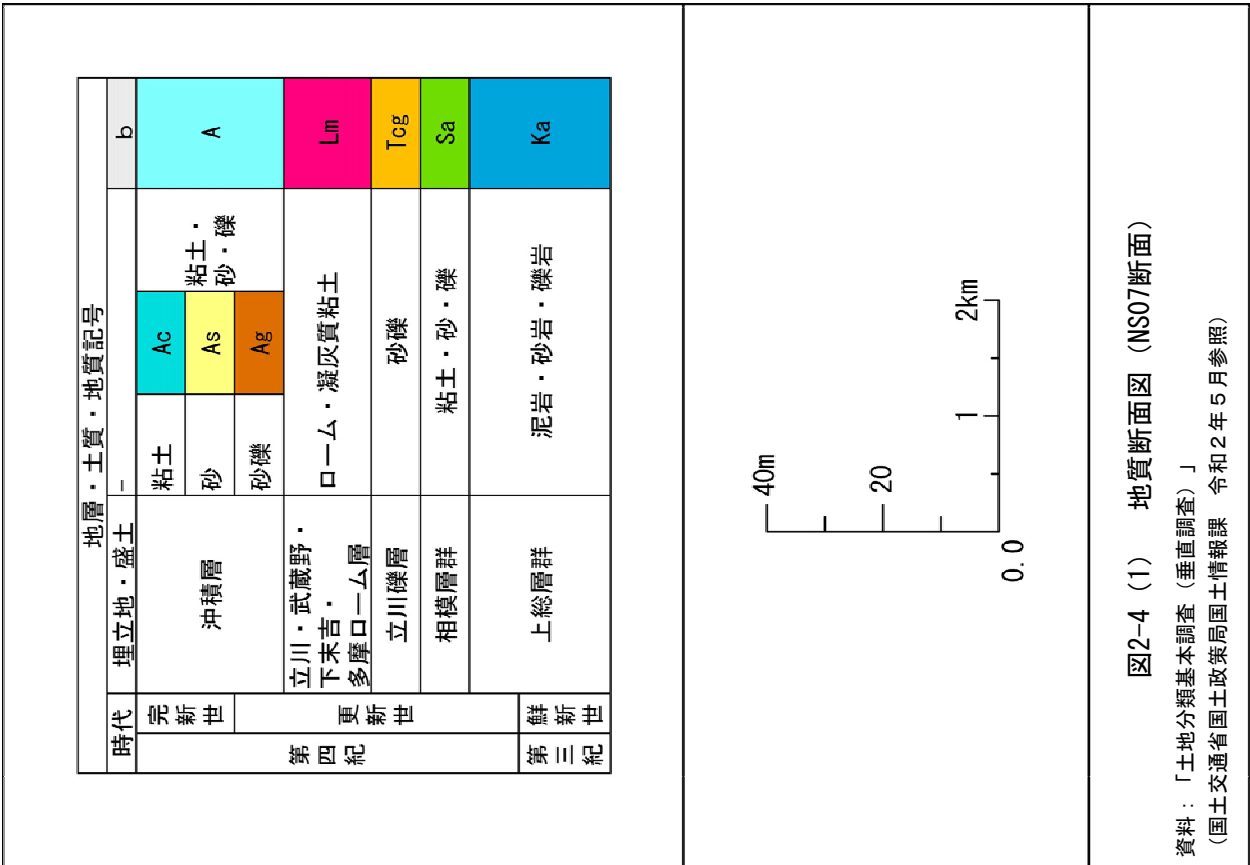 地層・土質・地質記号
時代
埋立地・盛土
－
b
第四紀
完新世
沖積層
粘土
Ac
砂
As
砂礫
Ag
粘土・
砂・礫
A
更新世
立川・武蔵野・
下末吉・
多摩ローム層
ローム・凝灰質粘土
Lm
立川礫層
砂礫
Tcg
相模層群
粘土・砂・礫
Sa
第三紀
鮮新世
上総層群
泥岩・砂岩・礫岩
Ka
40m
20
0.0
1
2km
図2-4 (1) 地質断面図 (NS07断面)
資料：「土地分類基本調査（垂直調査）」
（国土交通省国土政策局国土情報課 令和２年５月参照）